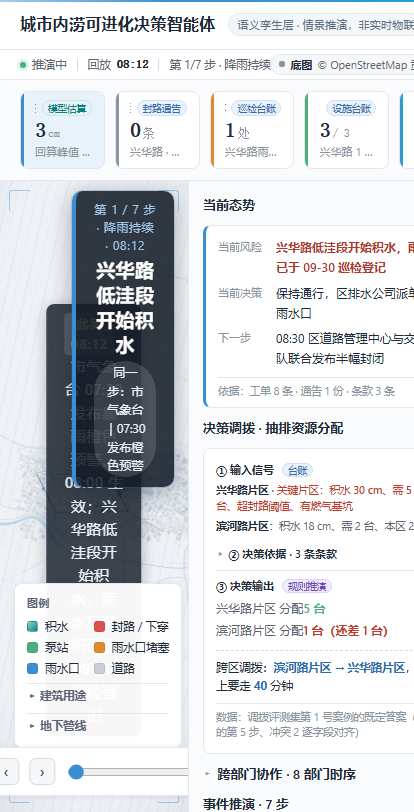 城市内涝可进化决策智能体
语义孪生层 · 情景推演，非实时物联
推演中 回放 08:12 第 1/7 步 · 降雨持续 底图 © OpenStreetMap
模型估算
3 cm
回算峰值 ...
封路通告
0 条
兴华路 · ...
巡检台账
1 处
兴华路雨...
设施台账
3 / 3
兴华路 1 ...
第 1 / 7 步
· 降雨持续
· 08:12
兴华路
低洼段
开始积
水
同一
步：市
气象台
| 07:30
发布橙
色预警
08:12
台 07:30
发布暴
雨橙色
预警
08:00 生
效；兴
华路低
洼段开
始积
图例
积水 封路 / 下穿
泵站 雨水口堵塞
雨水口 道路
▸ 建筑用途
▸ 地下管线
‹ ›
当前态势
当前风险 兴华路低洼段开始积水，
已于 09-30 巡检登记
当前决策 保持通行，区排水公司派单
雨水口
下一步 08:30 区道路管理中心与交
队联合发布半幅封闭
依据：工单 8 条 · 通告 1 份 · 条款 3 条
决策调拨 · 抽排资源分配
① 输入信号 台账
兴华路片区 · 关键片区：积水 30 cm、需 5
台、超封路阈值、有燃气基坑
滨河路片区：积水 18 cm、需 2 台、本区 2
▸ ② 决策依据 · 3 条条款
③ 决策输出 规则推演
兴华路片区 分配5 台
滨河路片区 分配1 台（还差 1 台）
跨区调拨：滨河路片区 → 兴华路片区，
上要走 40 分钟
数据：调拨评测集第 1 号案例的既定答案
的第 5 步、冲突 2 逐字段对齐)
▸ 跨部门协作 · 8 部门时序
事件推演 · 7 步